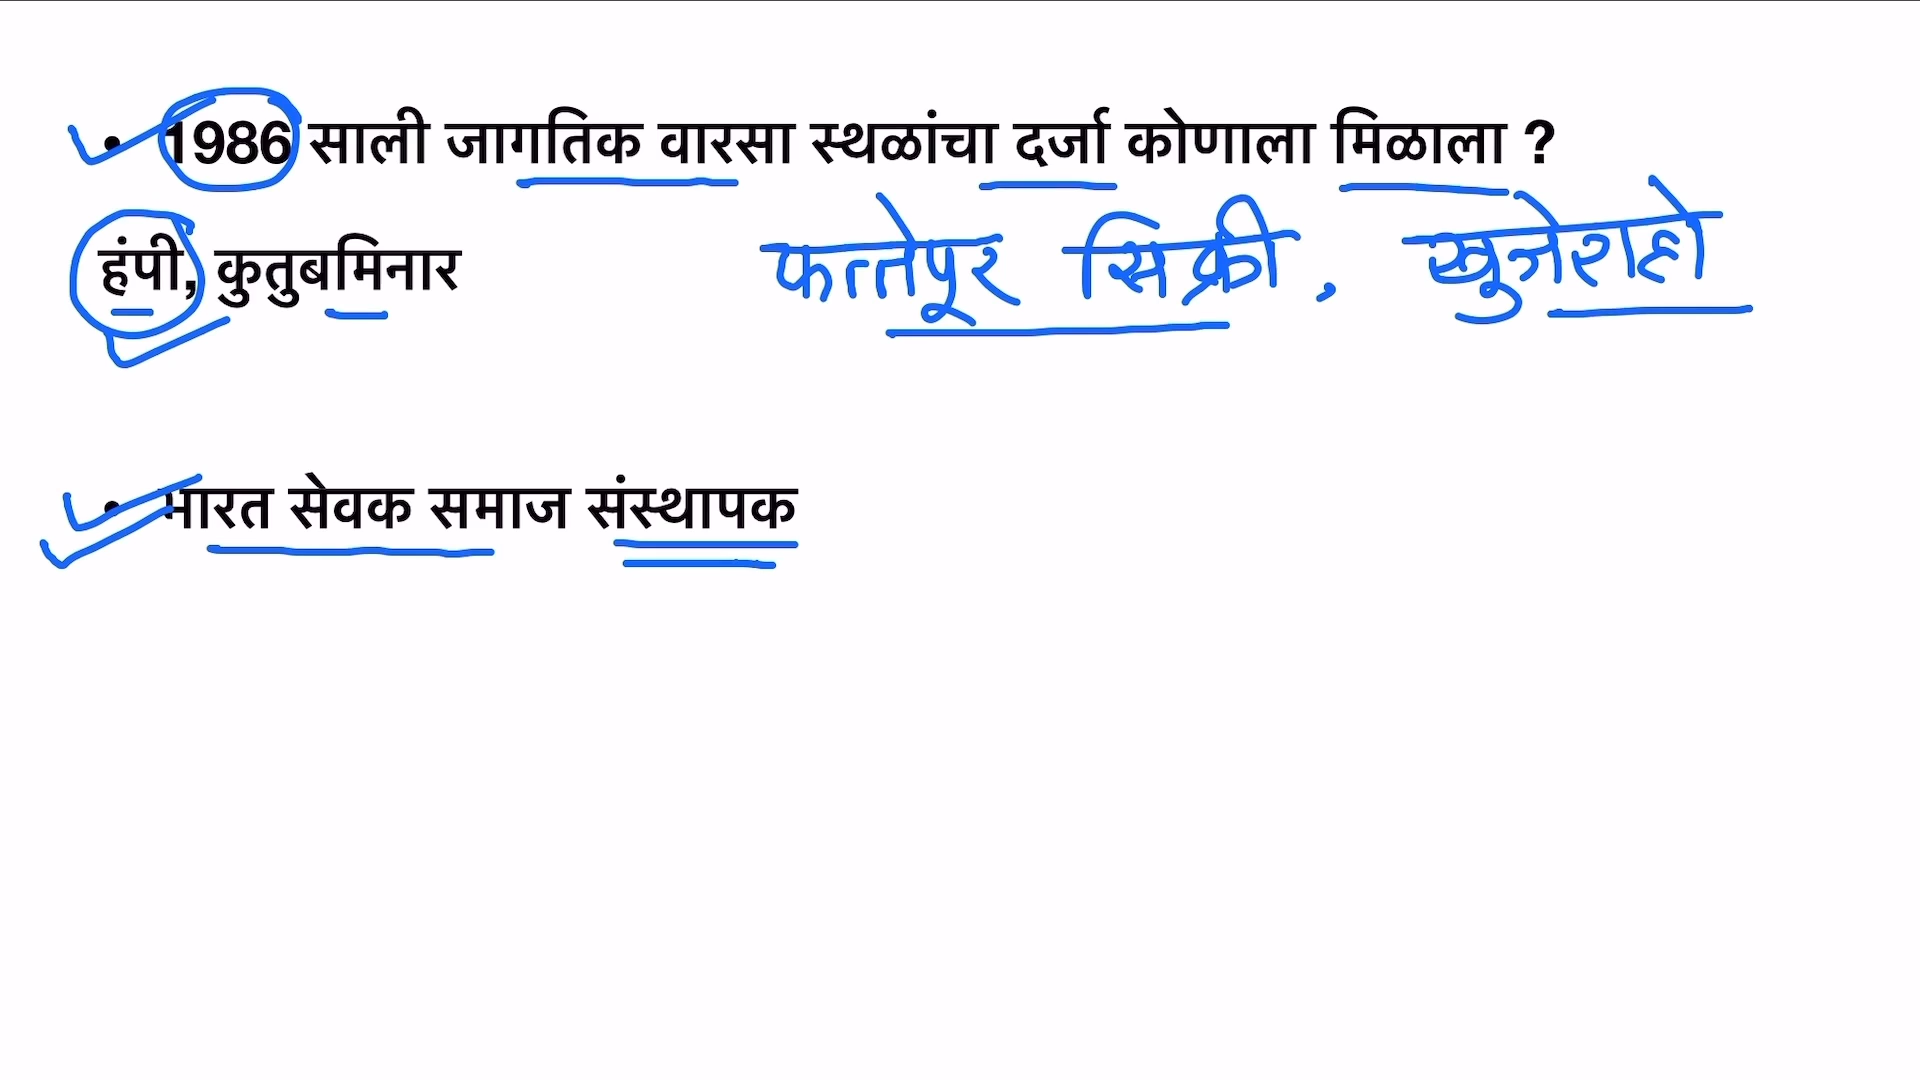 • 1986 साली जागतिक वारसा स्थळांचा दर्जा कोणाला मिळाला ?
हंपी, कुतुबमिनार फत्तेपूर सिक्री, खुजेराहो
• भारत सेवक समाज संस्थापक